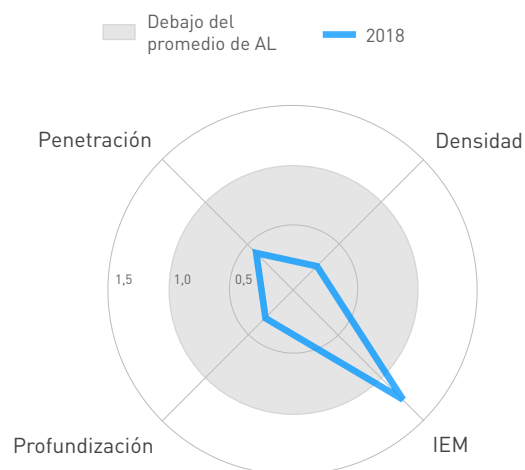 Debajo del
promedio de AL
2018
Penetración
Densidad
1,5
1,0
0,5
Profundización
IEM